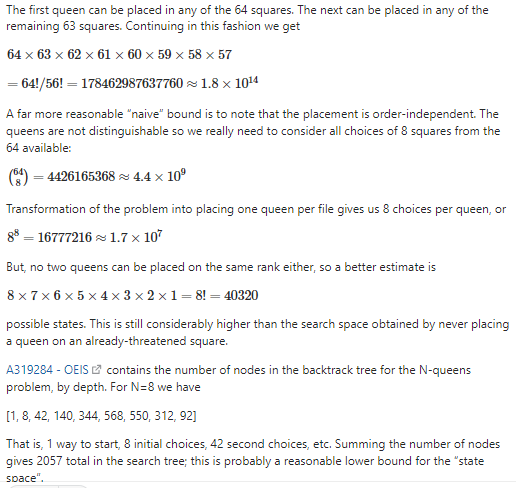 The first queen can be placed in any of the 64 squares. The next can be placed in any of the
remaining 63 squares. Continuing in this fashion we get
64 × 63 × 62 × 61 × 60 × 59 × 58 × 57
= 64!/56! = 178462987637760 ≈ 1.8 × 10¹⁴
A far more reasonable "naive" bound is to note that the placement is order-independent. The
queens are not distinguishable so we really need to consider all choices of 8 squares from the
64 available:
(64 8) = 4426165368 ≈ 4.4 × 10⁹
Transformation of the problem into placing one queen per file gives us 8 choices per queen, or
8⁸ = 16777216 ≈ 1.7 × 10⁷
But, no two queens can be placed on the same rank either, so a better estimate is
8 × 7 × 6 × 5 × 4 × 3 × 2 × 1 = 8! = 40320
possible states. This is still considerably higher than the search space obtained by never placing
a queen on an already-threatened square.
A319284 - OEIS contains the number of nodes in the backtrack tree for the N-queens
problem, by depth. For N=8 we have
[1, 8, 42, 140, 344, 568, 550, 312, 92]
That is, 1 way to start, 8 initial choices, 42 second choices, etc. Summing the number of nodes
gives 2057 total in the search tree; this is probably a reasonable lower bound for the "state
space".